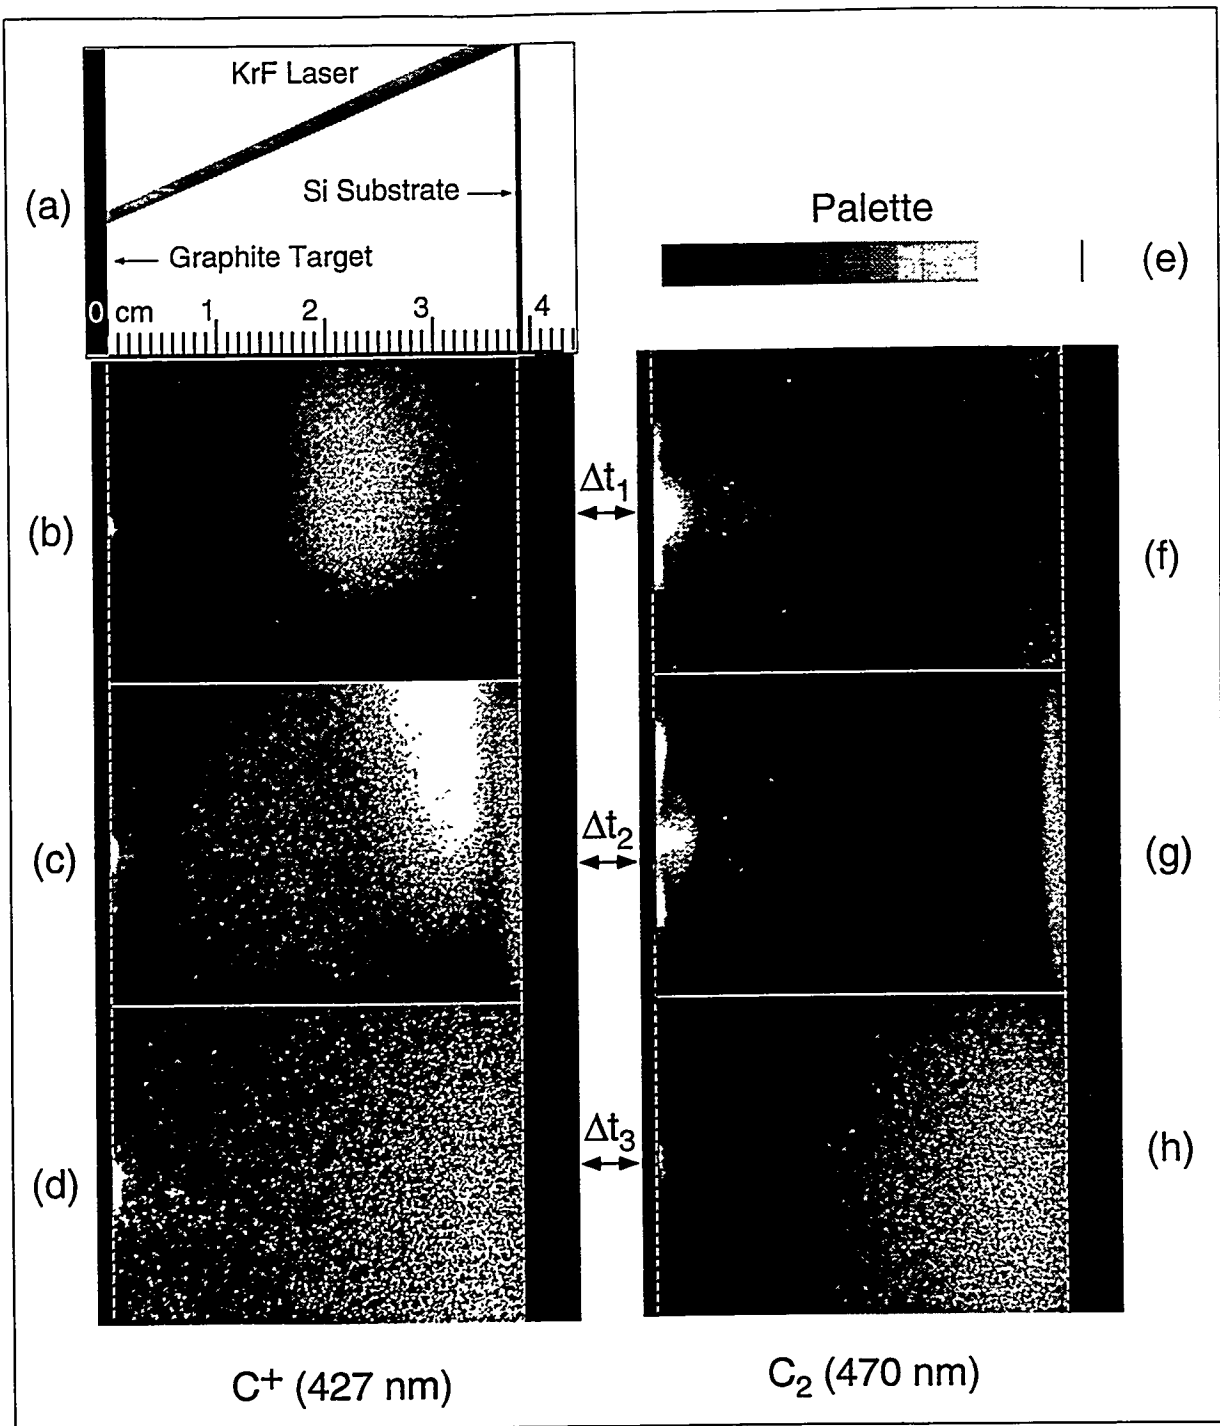 KrF Laser
(a)
Si Substrate
Graphite Target
0 cm 1 2 3 4
Palette
(e)
(b)
Δt₁
(f)
(c)
Δt₂
(g)
(d)
Δt₃
(h)
C⁺ (427 nm)
C₂ (470 nm)